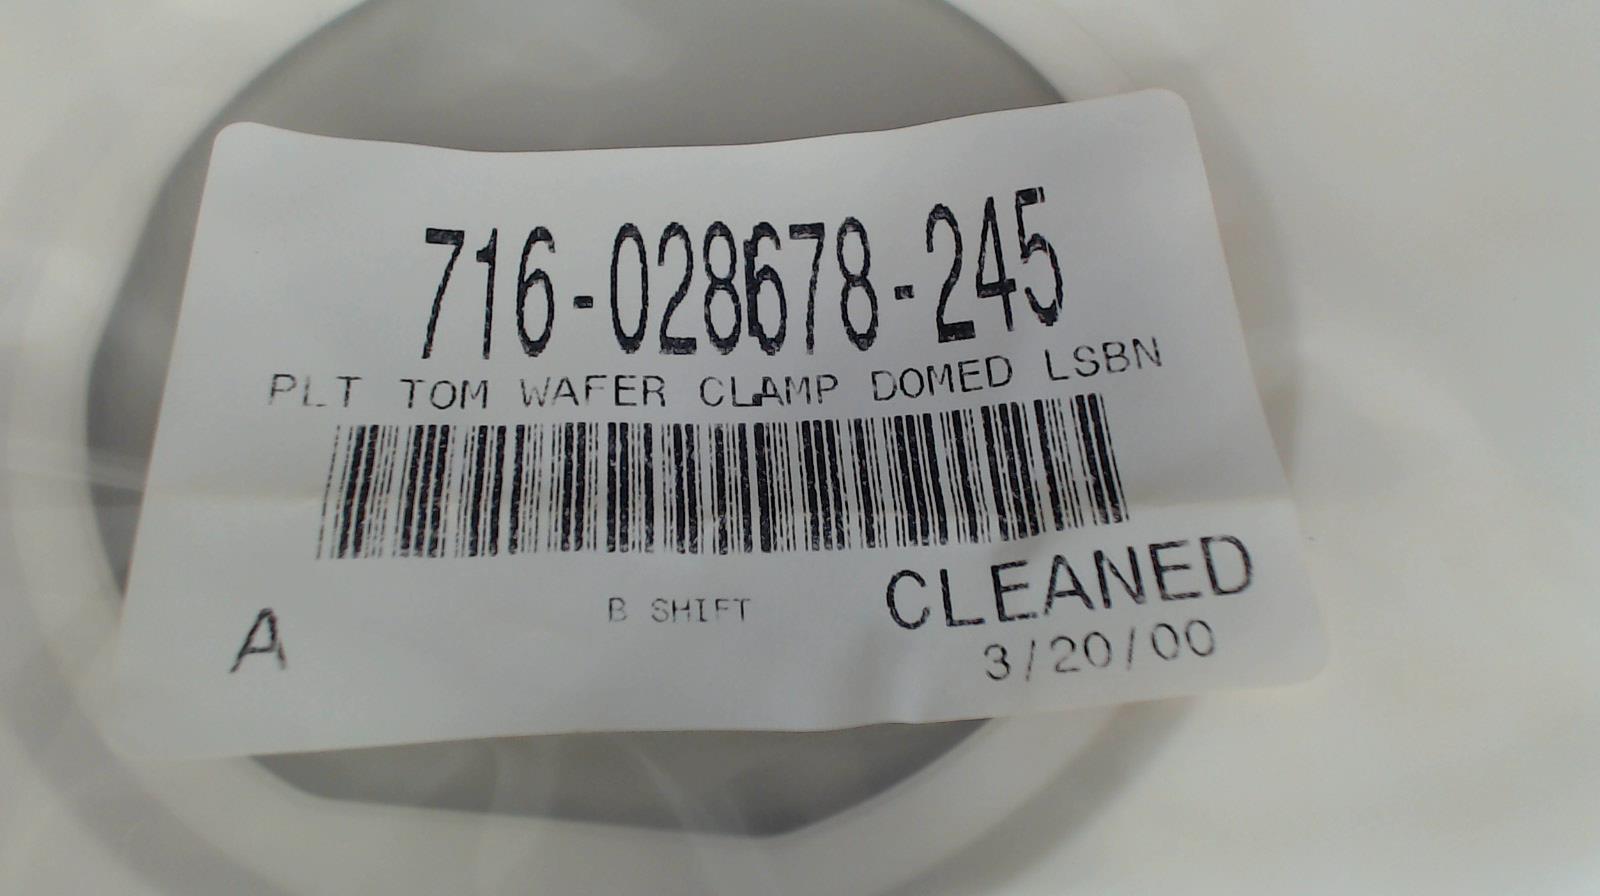 716-028678-245
PLT TOM WAFER CLAMP DOMED LSBN
B SHIFT
CLEANED
A
3/20/00